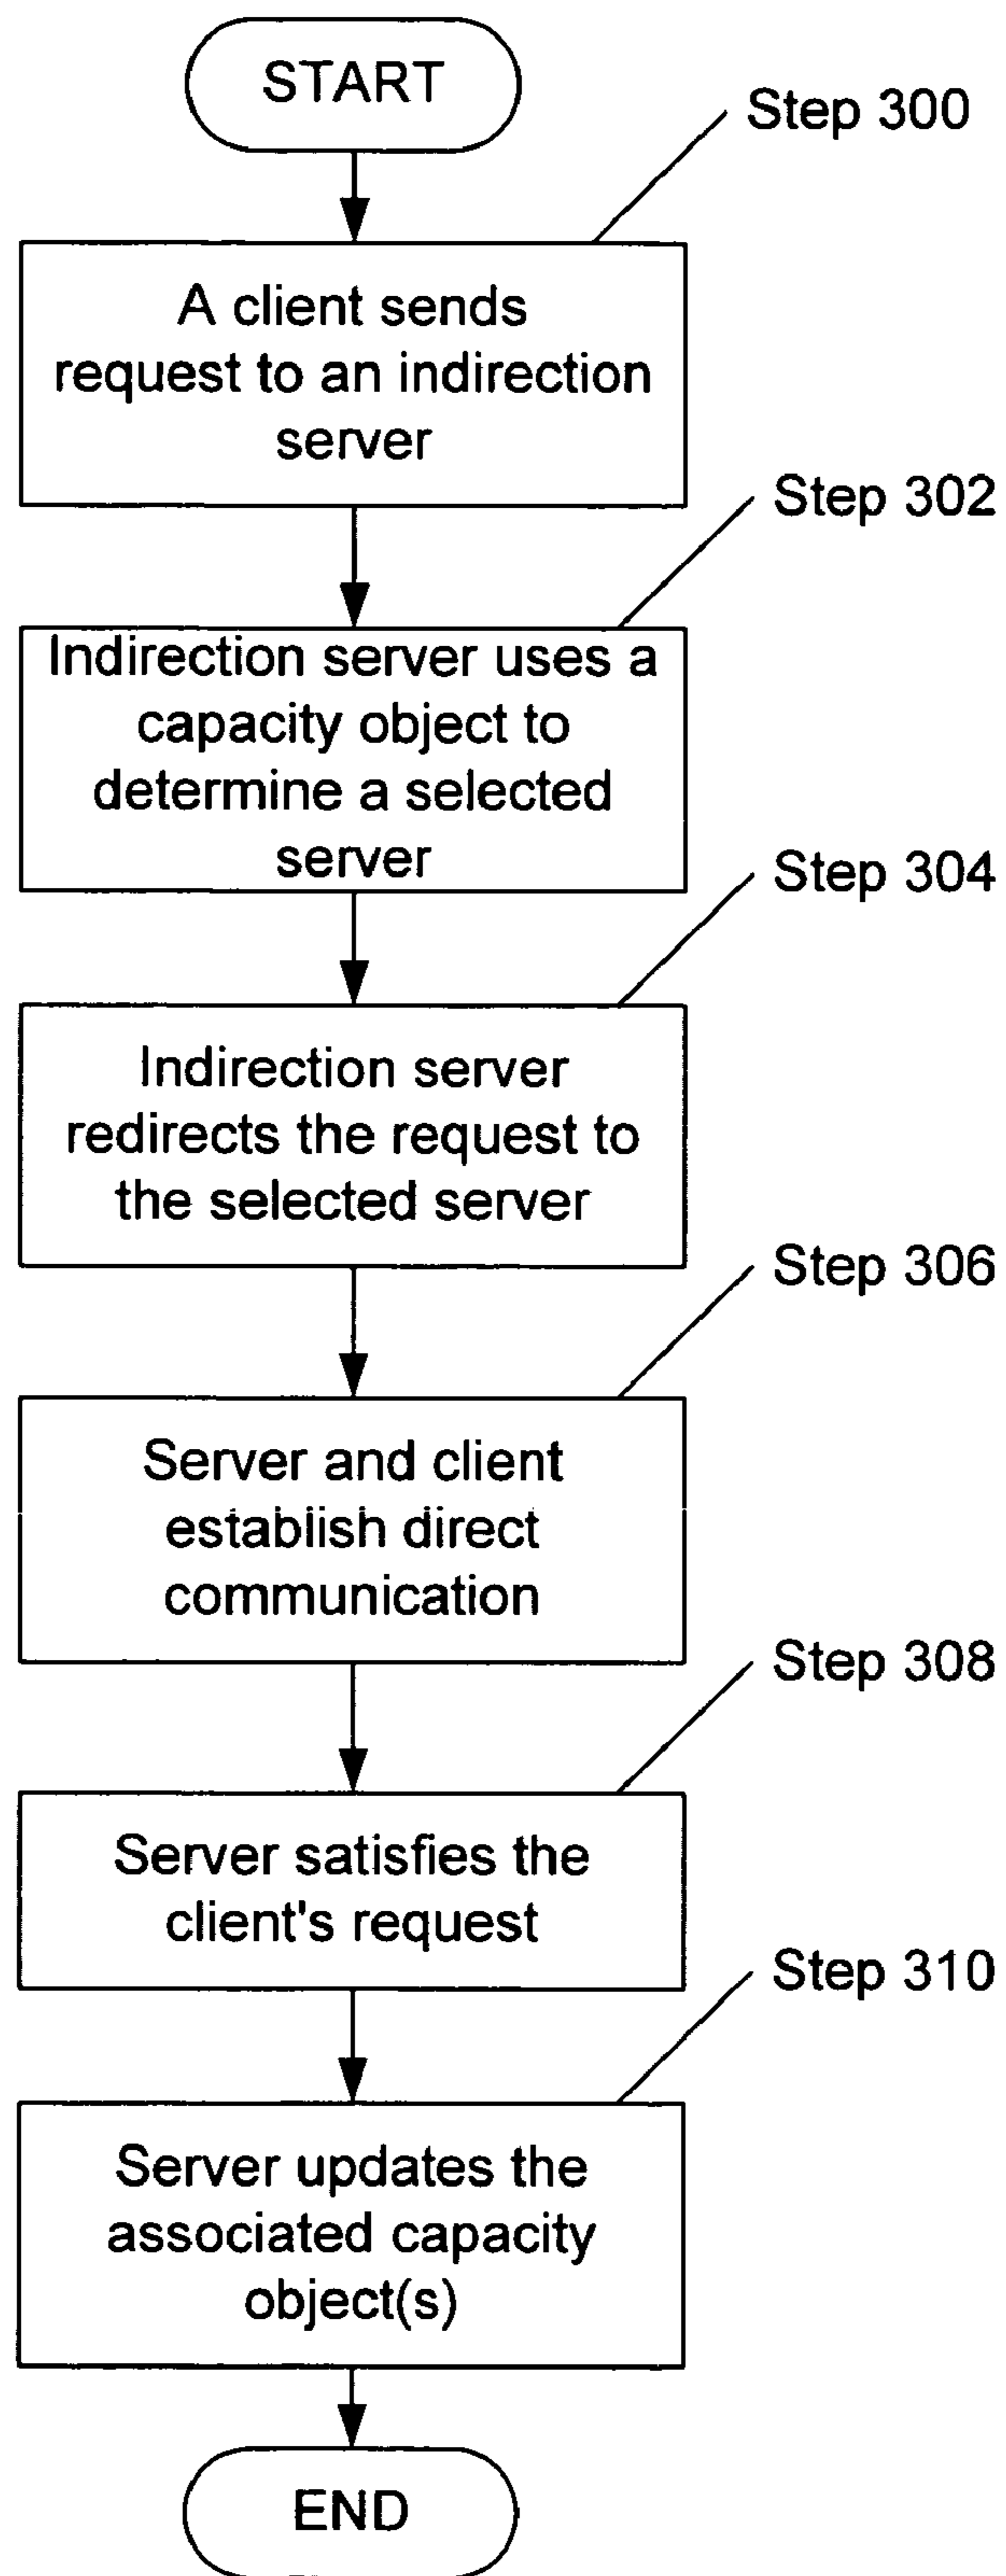 START
Step 300
A client sends
request to an indirection
server
Step 302
Indirection server uses a
capacity object to
determine a selected
server
Step 304
Indirection server
redirects the request to
the selected server
Step 306
Server and client
establish direct
communication
Step 308
Server satisfies the
client's request
Step 310
Server updates the
associated capacity
object(s)
END